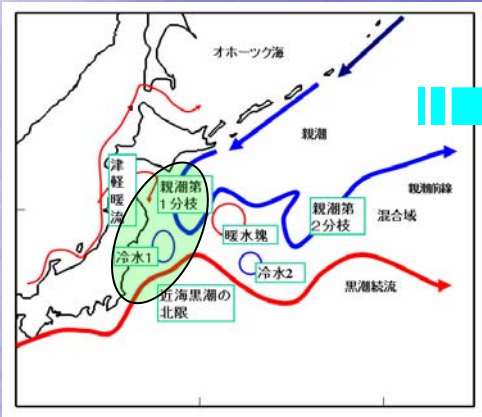 オホーツク海
親潮
津
軽
暖
流
親潮第
1分枝
親潮前線
親潮第
2分枝
混合域
暖水塊
冷水1
冷水2
近海黒潮の
北限
黒潮続流